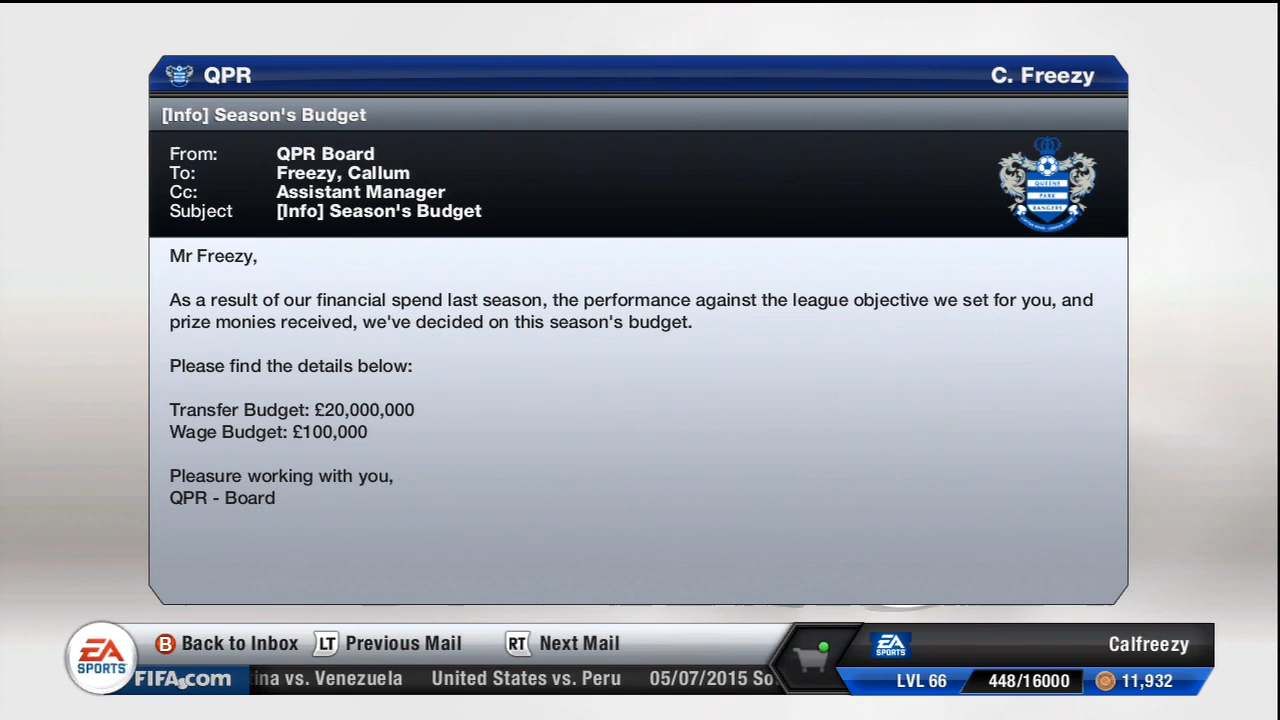 QPR
C. Freezy
[Info] Season's Budget
From: QPR Board
To: Freezy, Callum
Cc: Assistant Manager
Subject [Info] Season's Budget
QUEENS
PARK
RANGERS
Mr Freezy,
As a result of our financial spend last season, the performance against the league objective we set for you, and
prize monies received, we've decided on this season's budget.
Please find the details below:
Transfer Budget: £20,000,000
Wage Budget: £100,000
Pleasure working with you,
QPR - Board
EA SPORTS
B Back to Inbox LT Previous Mail RT Next Mail
EA SPORTS
Calfreezy
FIFA.com
ina vs. Venezuela United States vs. Peru 05/07/2015 So
LVL 66 448/16000 11,932